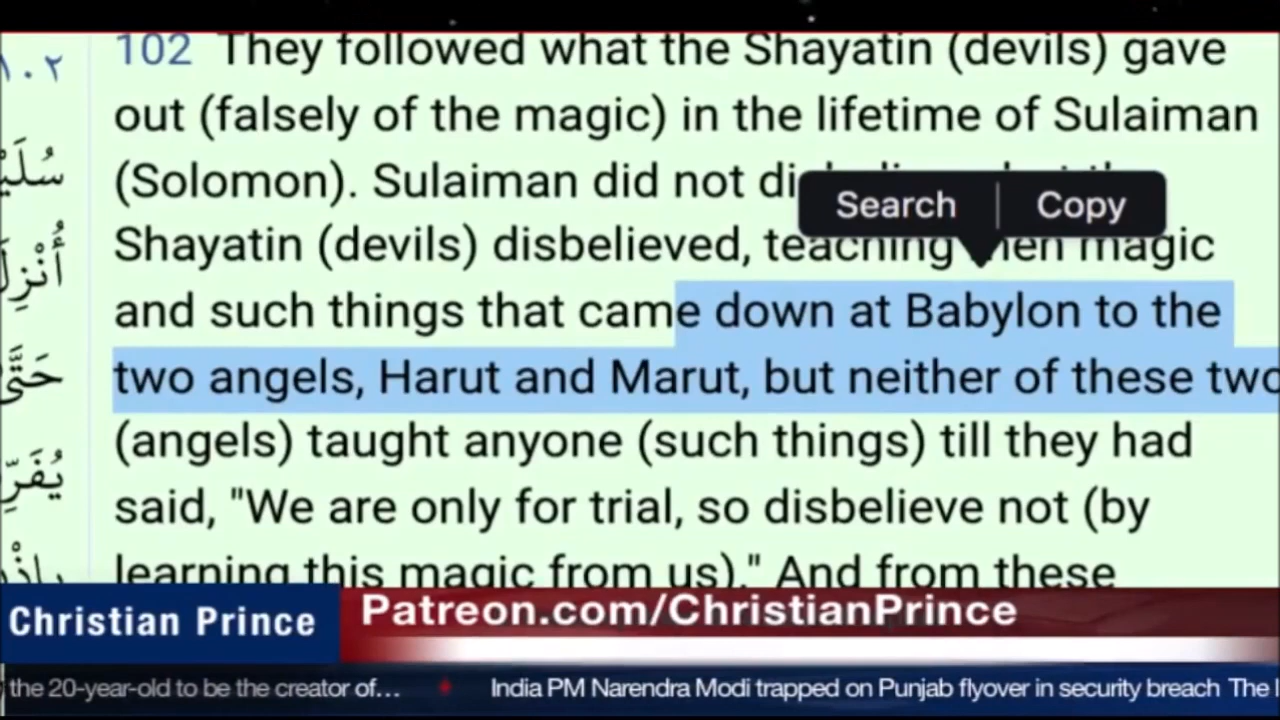 102 They followed what the Shayatin (devils) gave
out (falsely of the magic) in the lifetime of Sulaiman
(Solomon). Sulaiman did not
Search Copy
Shayatin (devils) disbelieved, teaching magic
and such things that came down at Babylon to the
two angels, Harut and Marut, but neither of these two
(angels) taught anyone (such things) till they had
said, "We are only for trial, so disbelieve not (by
learning this magic from us)." And from these
١٠٢
Christian Prince
Patreon.com/ChristianPrince
the 20-year-old to be the creator of...
India PM Narendra Modi trapped on Punjab flyover in security breach The